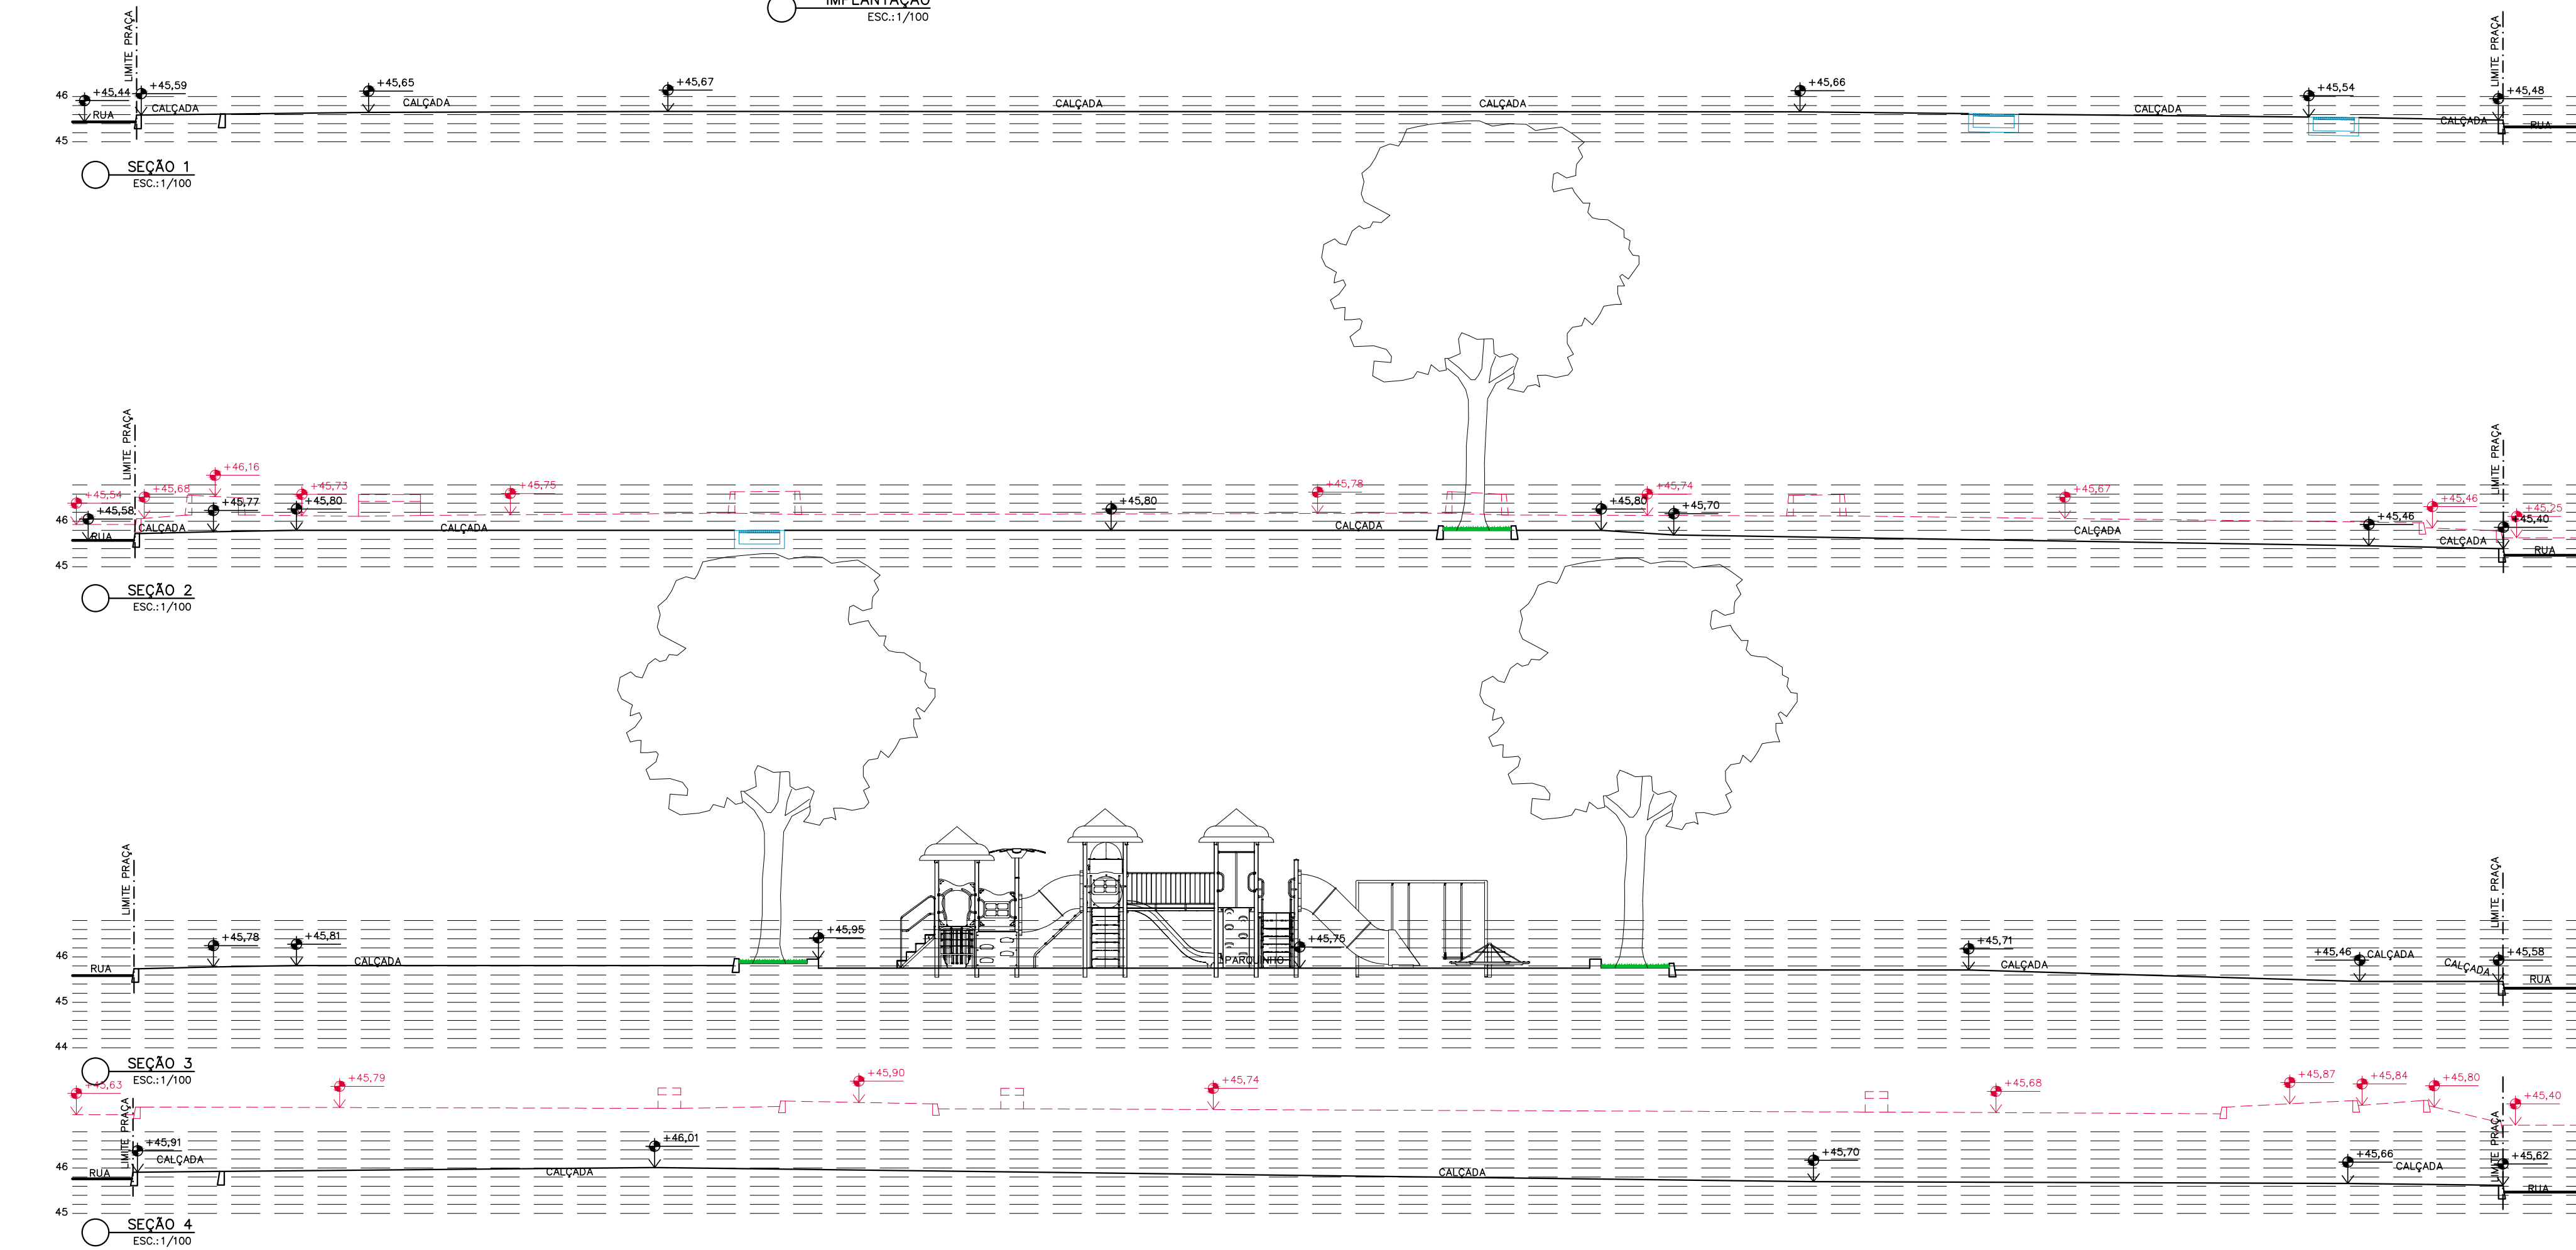 IMPLANTAÇÃO
ESC.:1/100
LIMITE PRAÇA
LIMITE PRAÇA
+45,44
+45,59
+45,65
+45,67
+45,66
+45,54
+45,48
46
RUA
CALÇADA
CALÇADA
CALÇADA
CALÇADA
CALÇADA
CALÇADA
RUA
45
SEÇÃO 1
ESC.:1/100
LIMITE PRAÇA
LIMITE PRAÇA
+46,16
+45,54
+45,68
+45,73
+45,75
+45,78
+45,74
+45,67
+45,46
+45,25
+45,58
+45,77
+45,80
+45,80
+45,80
+45,70
+45,46
+45,40
46
RUA
CALÇADA
CALÇADA
CALÇADA
CALÇADA
CALÇADA
RUA
45
SEÇÃO 2
ESC.:1/100
LIMITE PRAÇA
LIMITE PRAÇA
+45,78
+45,81
+45,95
+45,75
+45,71
+45,46
+45,58
46
RUA
CALÇADA
PARQUINHO
CALÇADA
CALÇADA
CALÇADA
RUA
45
44
SEÇÃO 3
ESC.:1/100
+45,63
+45,79
+45,90
+45,74
+45,68
+45,87
+45,84
+45,80
+45,40
LIMITE PRAÇA
LIMITE PRAÇA
+45,91
+46,01
+45,70
+45,66
+45,62
46
RUA
CALÇADA
CALÇADA
CALÇADA
CALÇADA
RUA
45
SEÇÃO 4
ESC.:1/100